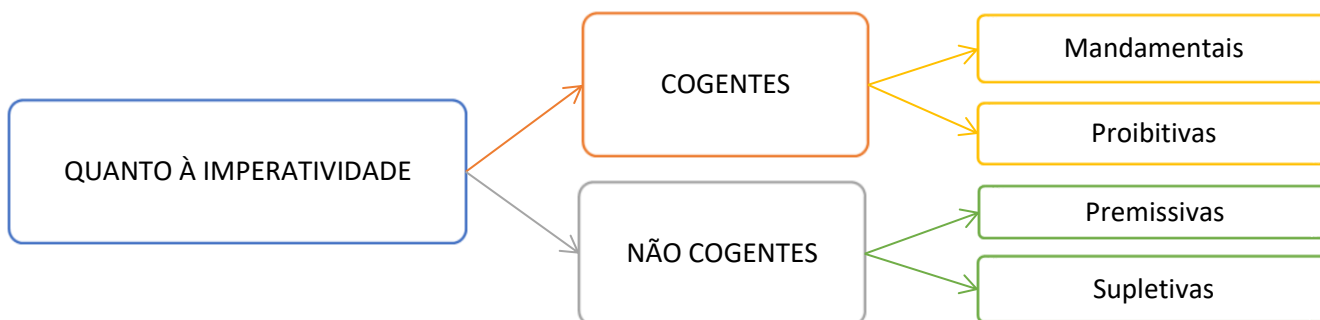 QUANTO À IMPERATIVIDADE
COGENTES
Mandamentais
Proibitivas
NÃO COGENTES
Premissivas
Supletivas